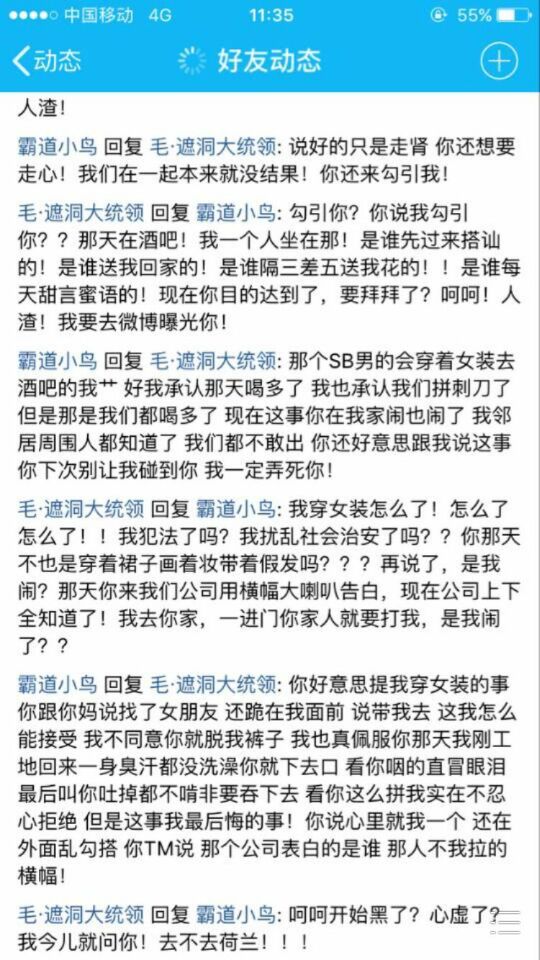 中国移动 4G 11:35 55%
动态 好友动态
人渣！
霸道小鸟 回复 毛·遮洞大统领: 说好的只是走肾 你还想要
走心！我们在一起本来就没结果！你还来勾引我！
毛·遮洞大统领 回复 霸道小鸟: 勾引你？你说我勾引
你？？那天在酒吧！我一个人坐在那！是谁先过来搭讪
的！是谁送我回家的！是谁隔三差五送我花的！！是谁每
天甜言蜜语的！现在你目的达到了，要拜拜了？呵呵！人
渣！我要去微博曝光你！
霸道小鸟 回复 毛·遮洞大统领: 那个SB男的会穿着女装去
酒吧的我艹 好我承认那天喝多了 我也承认我们拼刺刀了
但是那是我们都喝多了 现在这事你在我家闹也闹了 我邻
居周围人都知道了 我们都不敢出 你还好意思跟我说这事
你下次别让我碰到你 我一定弄死你！
毛·遮洞大统领 回复 霸道小鸟: 我穿女装怎么了！怎么了
怎么了！！我犯法了吗？我扰乱社会治安了吗？？你那天
不也是穿着裙子画着妆带着假发吗？？？再说了，是我
闹？那天你来我们公司用横幅大喇叭告白，现在公司上下
全知道了！我去你家，一进门你家人就要打我，是我闹
了？？
霸道小鸟 回复 毛·遮洞大统领: 你好意思提我穿女装的事
你跟你妈说找了女朋友 还跪在我面前 说带我去 这我怎么
能接受 我不同意你就脱我裤子 我也真佩服你那天我刚工
地回来一身臭汗都没洗澡你就下去口 看你咽的直冒眼泪
最后叫你吐掉都不啃非要吞下去 看你这么拼我实在不忍
心拒绝 但是这事我最后悔的事！你说心里就我一个 还在
外面乱勾搭 你TM说 那个公司表白的是谁 那人不我拉的
横幅！
毛·遮洞大统领 回复 霸道小鸟: 呵呵开始黑了？心虚了？
我今儿就问你！去不去荷兰！！！